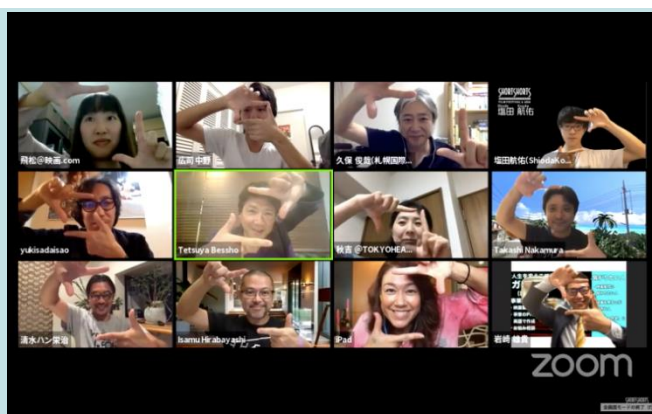 SHORTSHORTS
塩田 航佑
飛松@映画.com
広司 中野
久保 俊哉(札幌国際...
塩田航佑(ShiodaKo...
yukisadaisao
Tetsuya Bessho
秋吉 @TOKYOHEA...
Takashi Nakamura
清水ハン栄治
Isamu Hirabayashi
iPad
岩崎 雄貴
zoom
SHORTSHORTS